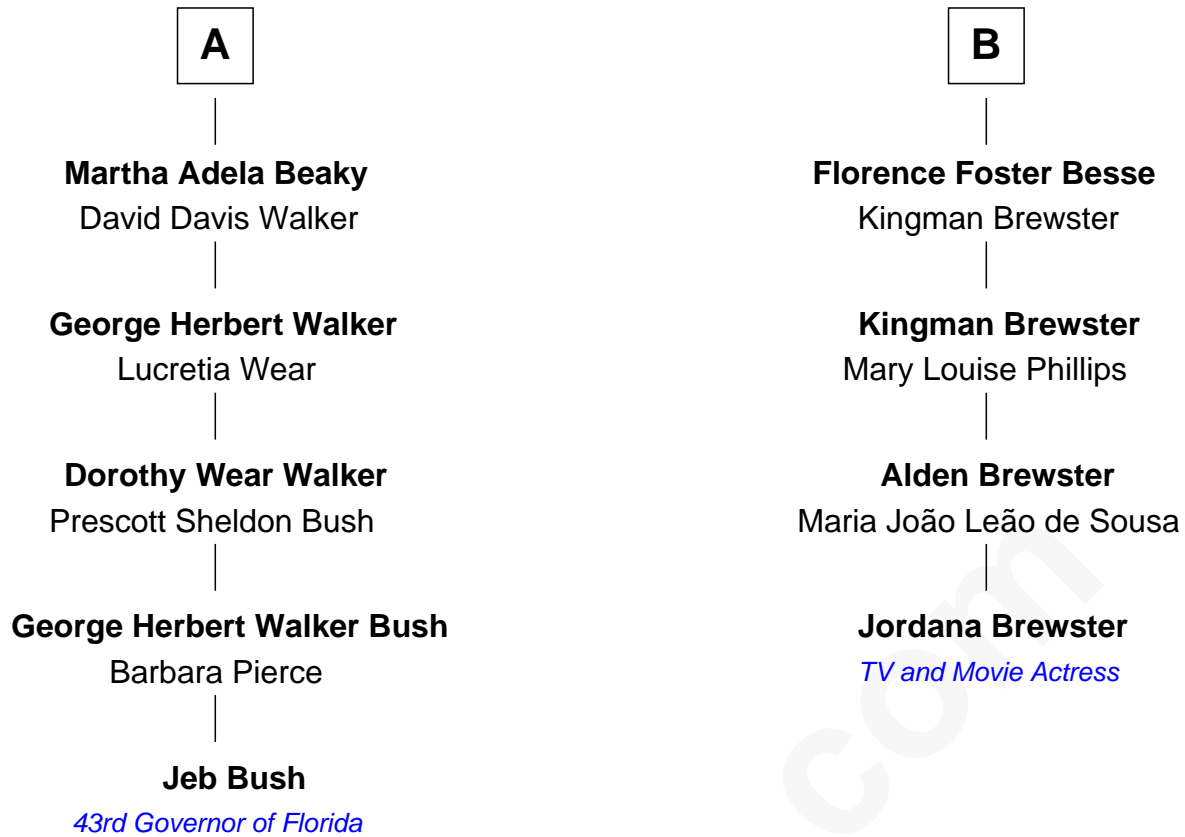 A
Martha Adela Beaky
David Davis Walker
George Herbert Walker
Lucretia Wear
Dorothy Wear Walker
Prescott Sheldon Bush
George Herbert Walker Bush
Barbara Pierce
Jeb Bush
43rd Governor of Florida
B
Florence Foster Besse
Kingman Brewster
Kingman Brewster
Mary Louise Phillips
Alden Brewster
Maria João Leão de Sousa
Jordana Brewster
TV and Movie Actress
com